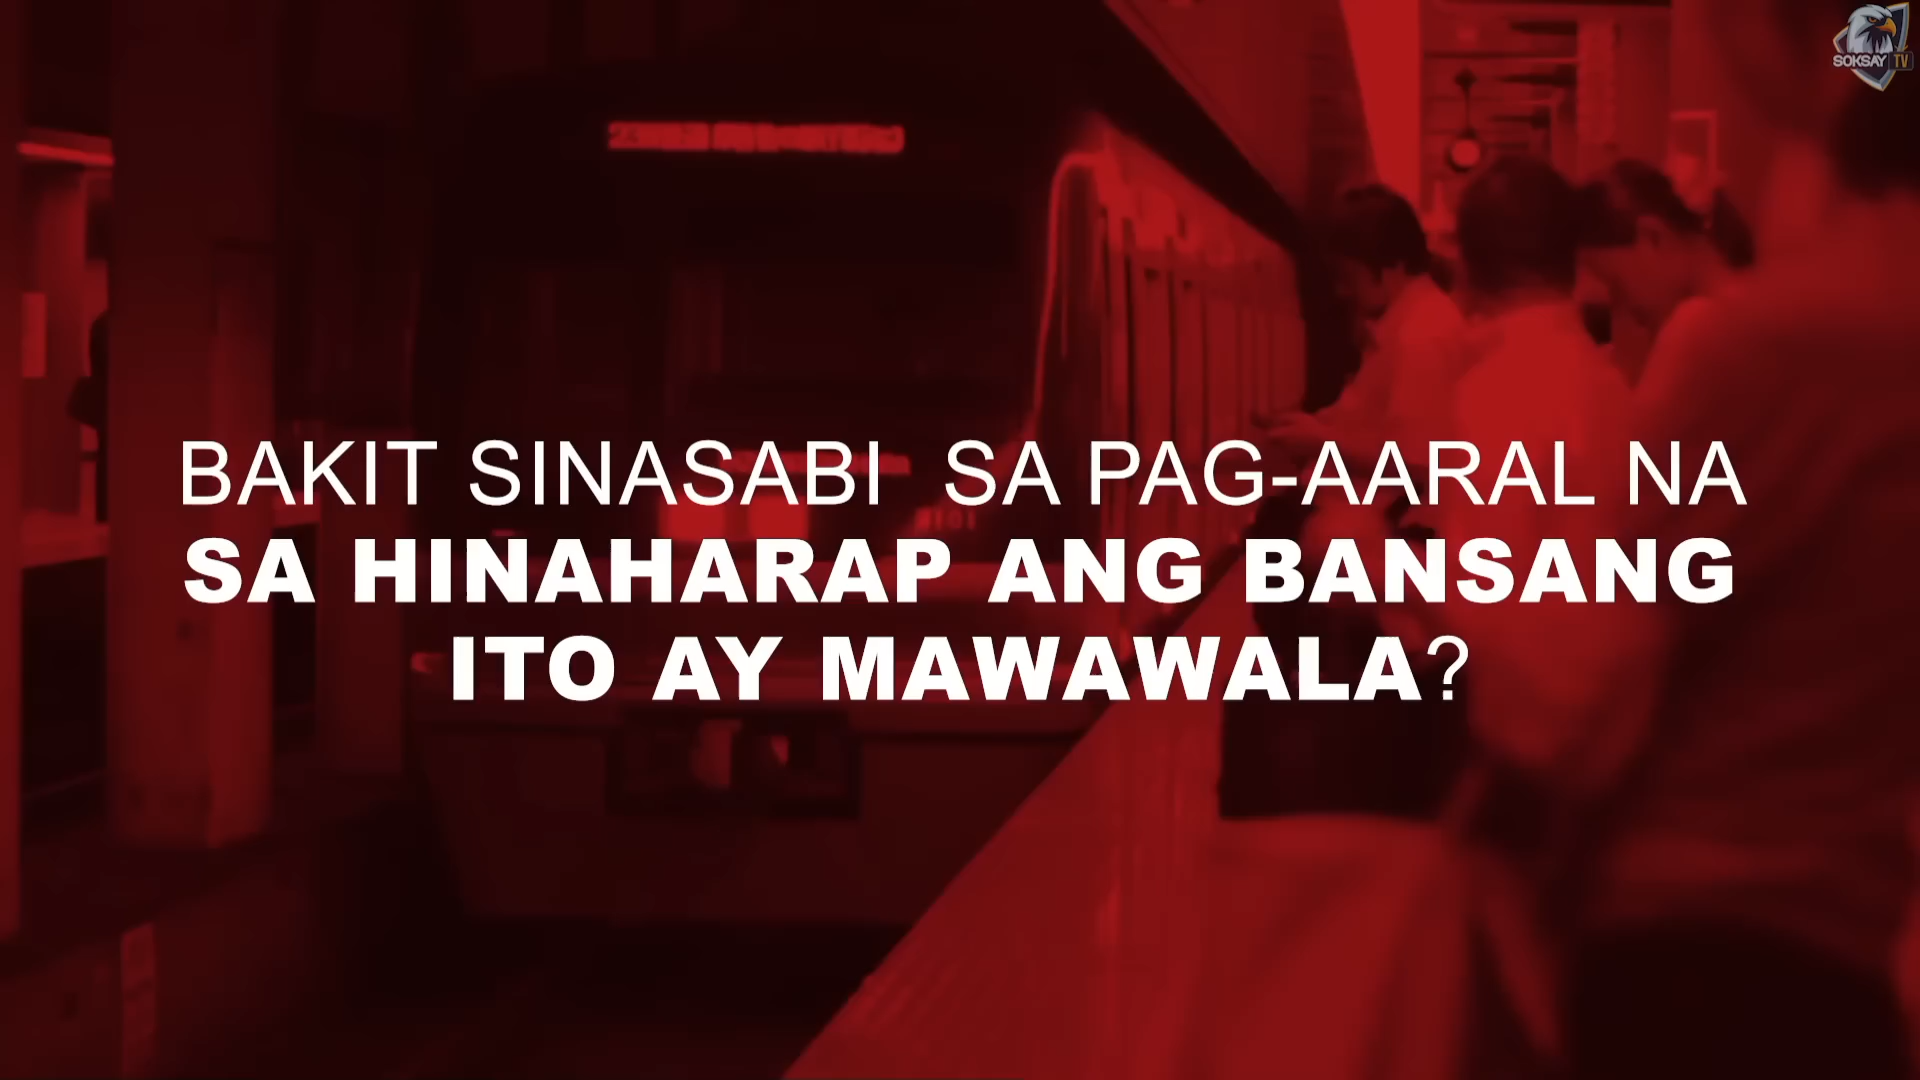 SOKSAY TV
BAKIT SINASABI SA PAG-AARAL NA
SA HINAHARAP ANG BANSANG
ITO AY MAWAWALA?